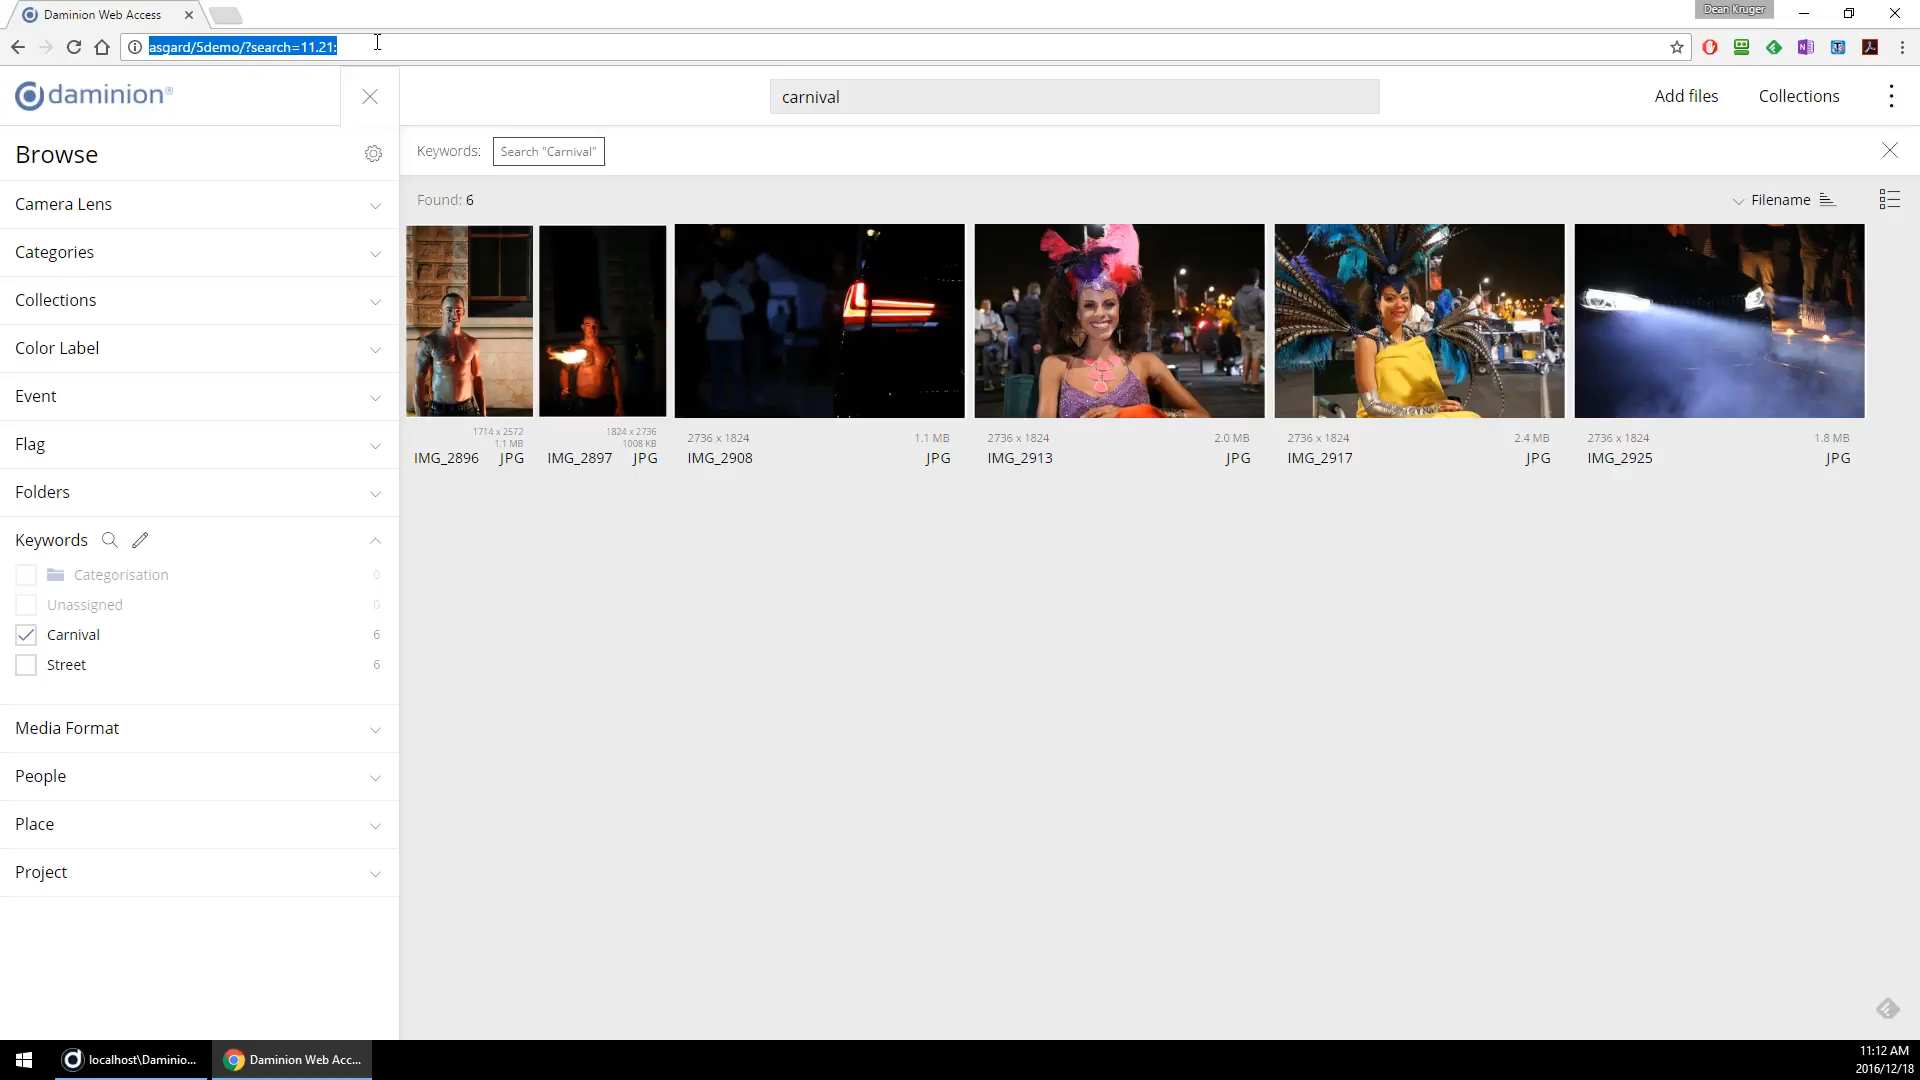 Daminion Web Access
Dean Kruger
asgard/5demo/?search=11.21:
daminion®
carnival
Add files
Collections
Browse
Keywords:
Search "Carnival"
Camera Lens
Found: 6
Filename
Categories
Collections
Color Label
Event
Flag
Folders
1714 x 2572
1.1 MB
IMG_2896 JPG
1824 x 2736
1008 KB
IMG_2897 JPG
2736 x 1824 1.1 MB
IMG_2908 JPG
2736 x 1824 2.0 MB
IMG_2913 JPG
2736 x 1824 2.4 MB
IMG_2917 JPG
2736 x 1824 1.8 MB
IMG_2925 JPG
Keywords
Categorisation 0
Unassigned 0
Carnival 6
Street 6
Media Format
People
Place
Project
localhost\Daminio...
Daminion Web Acc...
11:12 AM
2016/12/18